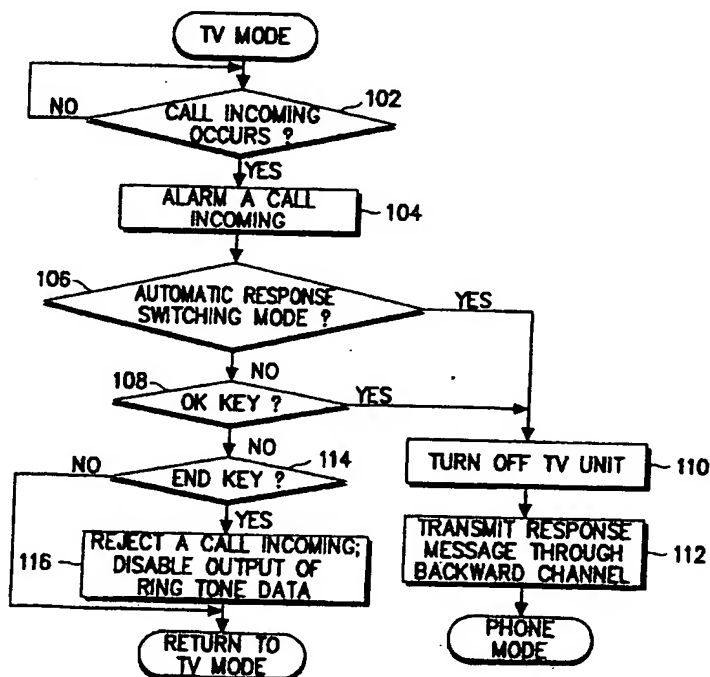 TV MODE
NO
CALL INCOMING
OCCURS ?
102
YES
ALARM A CALL
INCOMING
104
106
AUTOMATIC RESPONSE
SWITCHING MODE ?
YES
NO
108
OK KEY ?
YES
NO
NO
END KEY ?
114
TURN OFF TV UNIT
110
YES
116
REJECT A CALL INCOMING;
DISABLE OUTPUT OF
RING TONE DATA
TRANSMIT RESPONSE
MESSAGE THROUGH
BACKWARD CHANNEL
112
RETURN TO
TV MODE
PHONE
MODE